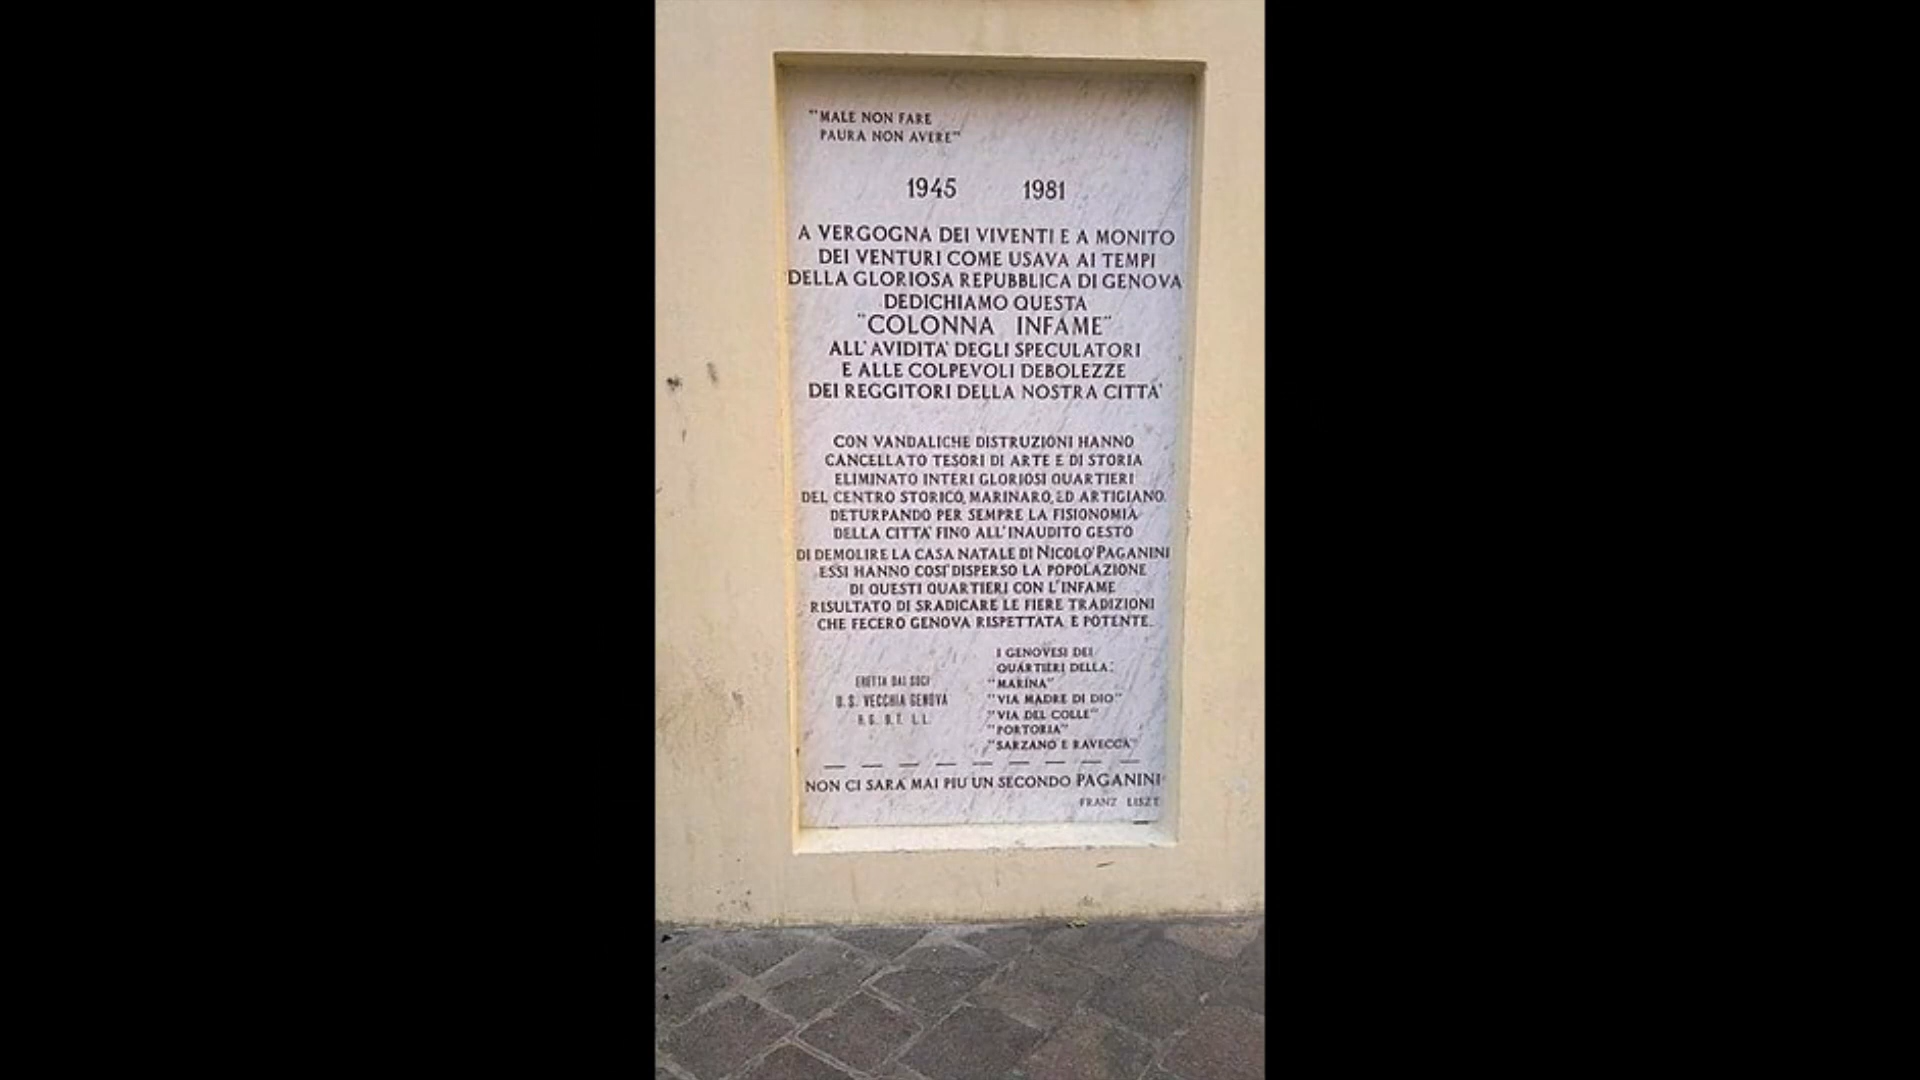 "MALE NON FARE
PAURA NON AVERE"
1945 1981
A VERGOGNA DEI VIVENTI E A MONITO
DEI VENTURI COME USAVA AI TEMPI
DELLA GLORIOSA REPUBBLICA DI GENOVA
DEDICHIAMO QUESTA
"COLONNA INFAME"
ALL'AVIDITA' DEGLI SPECULATORI
E ALLE COLPEVOLI DEBOLEZZE
DEI REGGITORI DELLA NOSTRA CITTA'
CON VANDALICHE DISTRUZIONI HANNO
CANCELLATO TESORI DI ARTE E DI STORIA
ELIMINATO INTERI GLORIOSI QUARTIERI
DEL CENTRO STORICO, MARINARO, ED ARTIGIANO.
DETURPANDO PER SEMPRE LA FISIONOMIA
DELLA CITTA' FINO ALL'INAUDITO GESTO
DI DEMOLIRE LA CASA NATALE DI NICOLO' PAGANINI
ESSI HANNO COSI' DISPERSO LA POPOLAZIONE
DI QUESTI QUARTIERI CON L'INFAME
RISULTATO DI SRADICARE LE FIERE TRADIZIONI
CHE FECERO GENOVA RISPETTATA E POTENTE.
ERETTA DAI SOCI
U.S. VECCHIA GENOVA
I GENOVESI DEI
QUARTIERI DELLA:
"MARINA"
"VIA MADRE DI DIO"
"VIA DEL COLLE"
"PORTORIA"
"SARZANO E RAVECCA"
NON CI SARA' MAI PIU' UN SECONDO PAGANINI
FRANZ LISZT